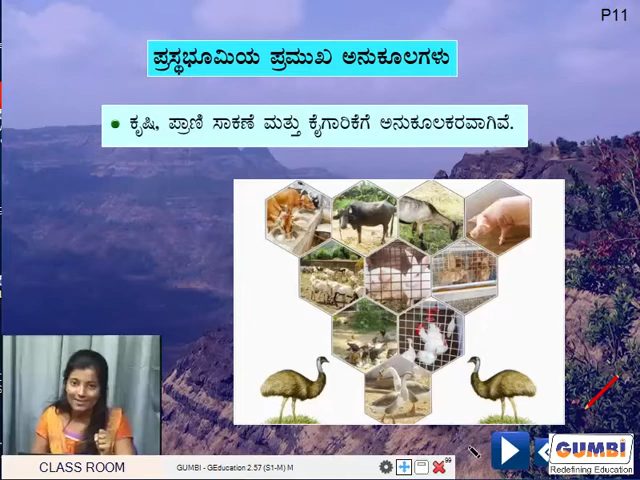 P11
ಪ್ರಸ್ಥಭೂಮಿಯ ಪ್ರಮುಖ ಅನುಕೂಲಗಳು
ಕೃಷಿ, ಪ್ರಾಣಿ ಸಾಕಣೆ ಮತ್ತು ಕೈಗಾರಿಕೆಗೆ ಅನುಕೂಲಕರವಾಗಿವೆ.
CLASS ROOM
GUMBI - GEducation 2.57 (S1-M) M
99
GUMBI
Redefining Education